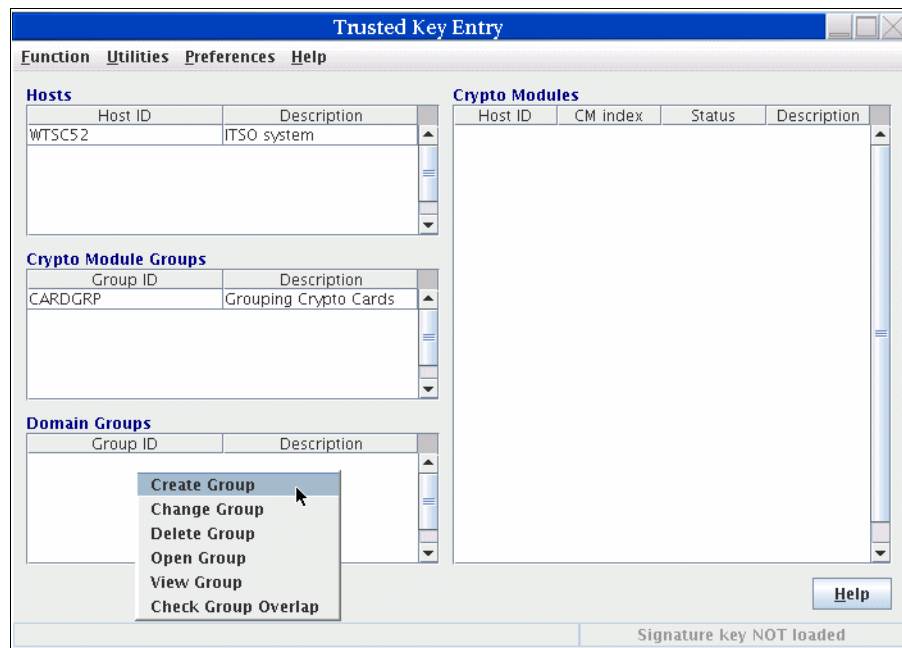 Trusted Key Entry
Function Utilities Preferences Help
Hosts
Host ID Description
WTSC52 ITSO system
Crypto Module Groups
Group ID Description
CARDGRP Grouping Crypto Cards
Domain Groups
Group ID Description
Create Group
Change Group
Delete Group
Open Group
View Group
Check Group Overlap
Crypto Modules
Host ID CM index Status Description
Help
Signature key NOT loaded